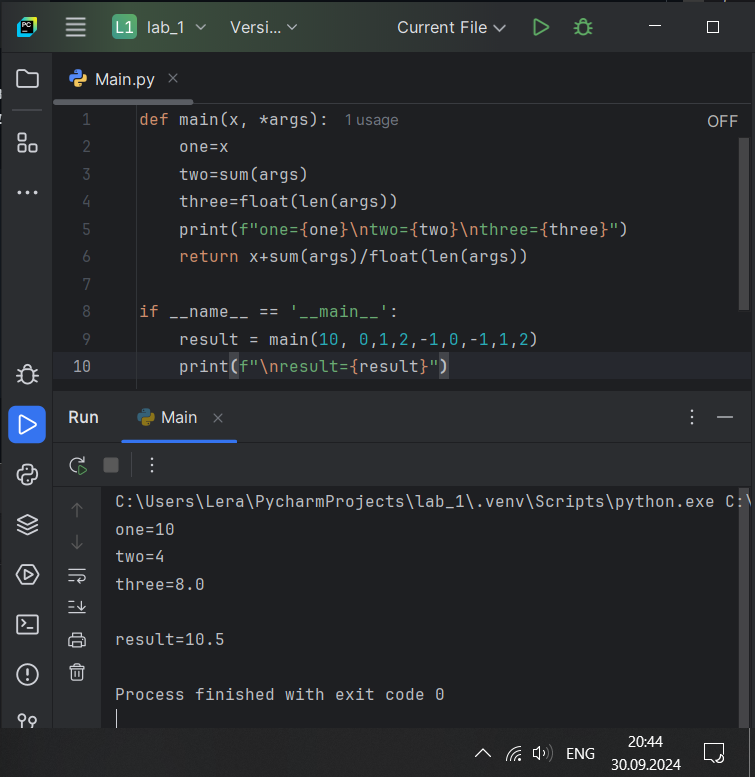 PC
L1 lab_1 Versi... Current File
Main.py
1 def main(x, *args): 1 usage
OFF
2 one=x
3 two=sum(args)
4 three=float(len(args))
5 print(f"one={one}\ntwo={two}\nthree={three}")
6 return x+sum(args)/float(len(args))
7
8 if __name__ == '__main__':
9 result = main(10, 0,1,2,-1,0,-1,1,2)
10 print(f"\nresult={result}")
Run Main
C:\Users\Lera\PycharmProjects\lab_1\.venv\Scripts\python.exe C:\
one=10
two=4
three=8.0
result=10.5
Process finished with exit code 0
ENG
20:44
30.09.2024